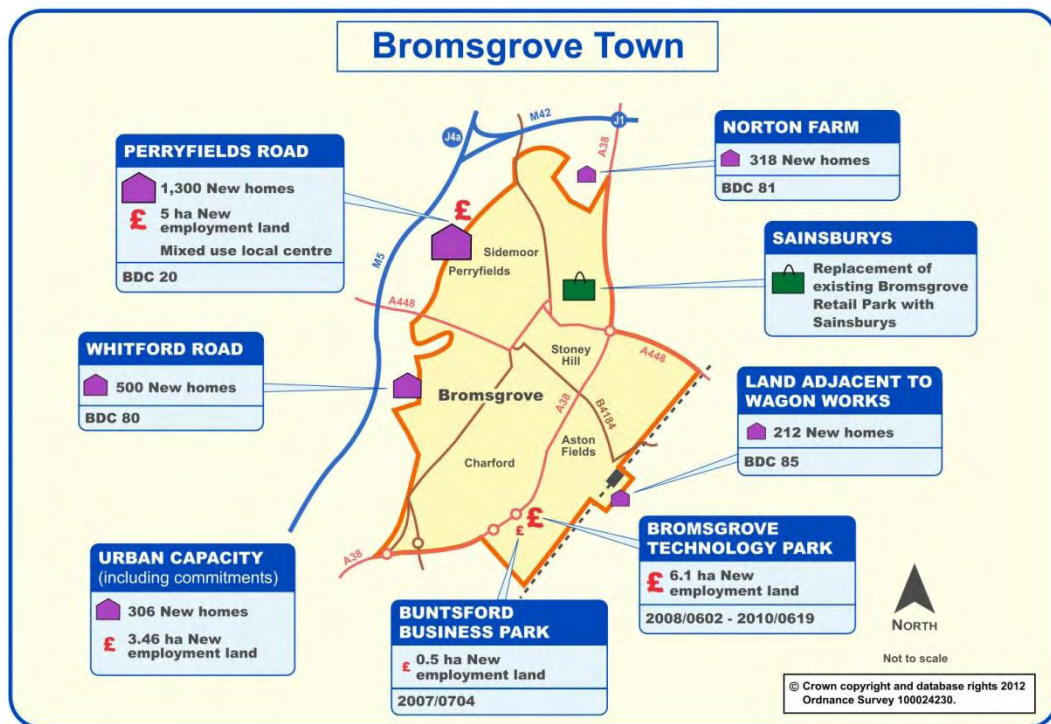 Bromsgrove Town
PERRYFIELDS ROAD
1,300 New homes
£ 5 ha New
employment land
Mixed use local centre
BDC 20
NORTON FARM
318 New homes
BDC 81
SAINSBURYS
Replacement of
existing Bromsgrove
Retail Park with
Sainsburys
WHITFORD ROAD
500 New homes
BDC 80
LAND ADJACENT TO
WAGON WORKS
212 New homes
BDC 85
URBAN CAPACITY
(including commitments)
306 New homes
£ 3.46 ha New
employment land
BUNTSFORD
BUSINESS PARK
£ 0.5 ha New
employment land
2007/0704
BROMSGROVE
TECHNOLOGY PARK
£ 6.1 ha New
employment land
2008/0602 - 2010/0619
J4a
M42
J1
A38
£
Sidemoor
Perryfields
M5
A448
Stoney
Hill
A448
Bromsgrove
A38
B4184
Aston
Fields
Charford
£
£
A38
NORTH
Not to scale
© Crown copyright and database rights 2012
Ordnance Survey 100024230.